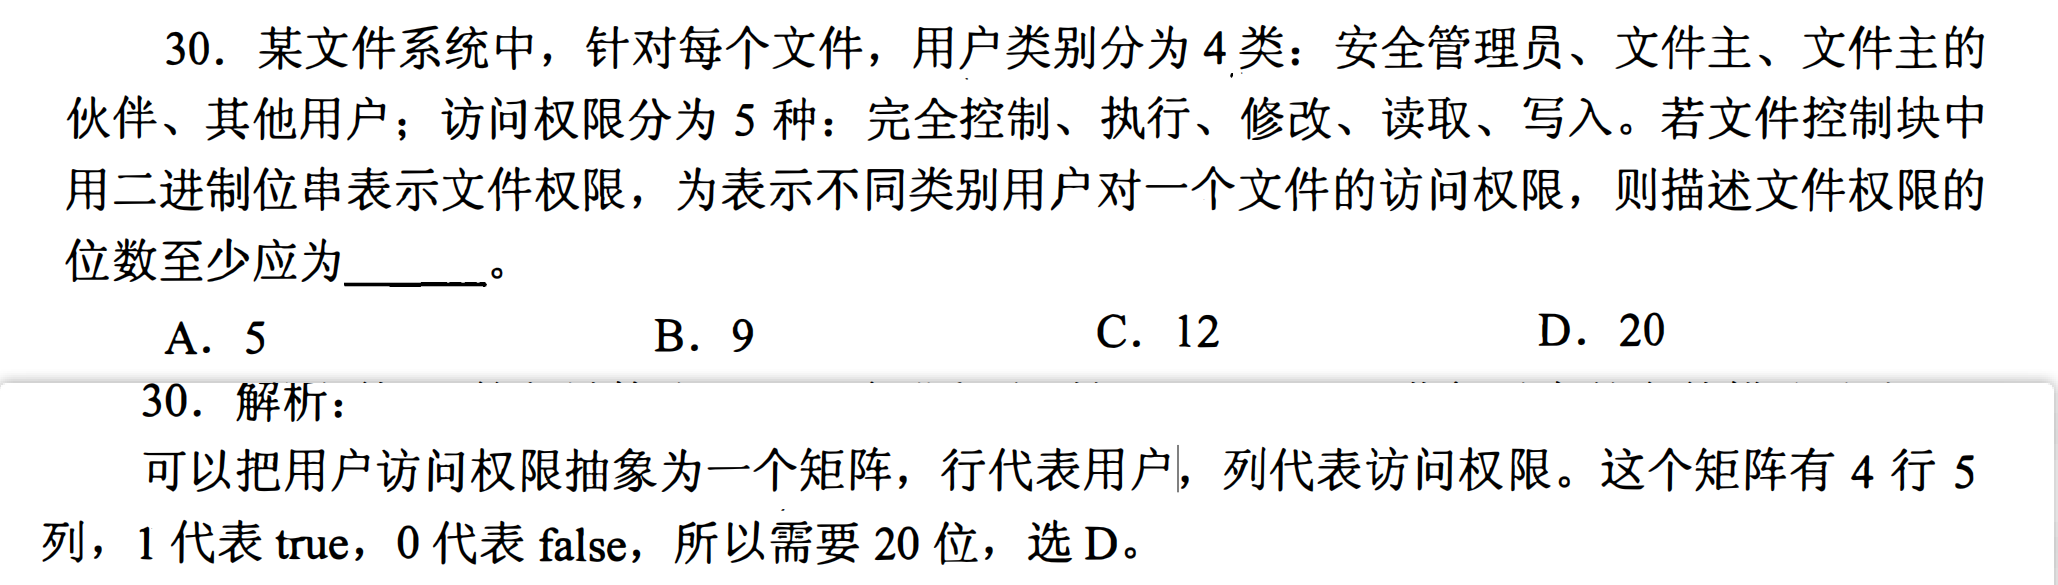 30．某文件系统中，针对每个文件，用户类别分为 4 类：安全管理员、文件主、文件主的
伙伴、其他用户；访问权限分为 5 种：完全控制、执行、修改、读取、写入。若文件控制块中
用二进制位串表示文件权限，为表示不同类别用户对一个文件的访问权限，则描述文件权限的
位数至少应为______。
A．5 B．9 C．12 D．20
30．解析：
可以把用户访问权限抽象为一个矩阵，行代表用户，列代表访问权限。这个矩阵有 4 行 5
列，1 代表 true，0 代表 false，所以需要 20 位，选 D。